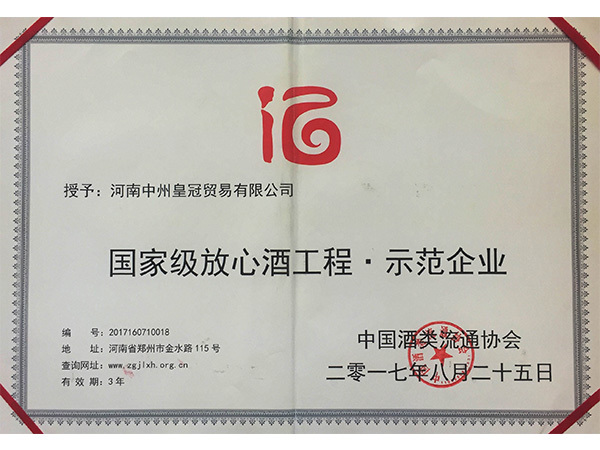 酒
授予：河南中州皇冠贸易有限公司
国家级放心酒工程·示范企业
编 号：2017160710018
地 址：河南省郑州市金水路115号
查询网址：www.zgjlxh.org.cn
有 效 期：3年
中国酒类流通协会
二零一七年八月二十五日